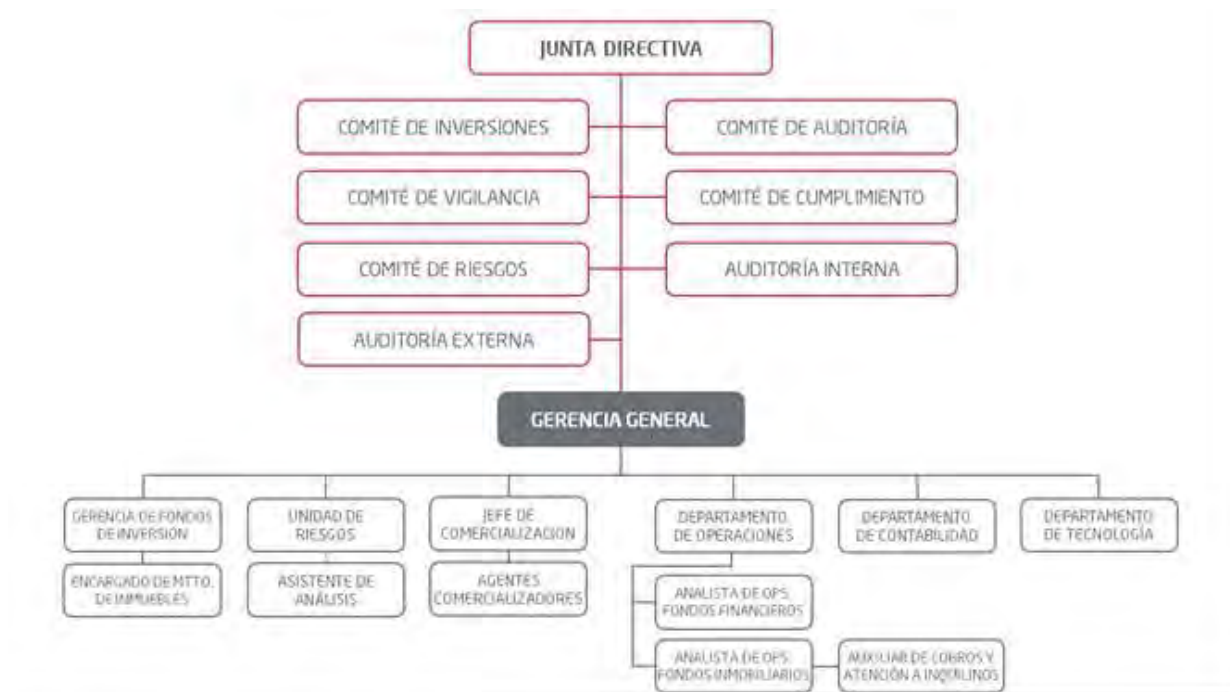 JUNTA DIRECTIVA
COMITÉ DE INVERSIONES
COMITÉ DE AUDITORÍA
COMITÉ DE VIGILANCIA
COMITÉ DE CUMPLIMIENTO
COMITÉ DE RIESGOS
AUDITORÍA INTERNA
AUDITORÍA EXTERNA
GERENCIA GENERAL
GERENCIA DE FONDOS
DE INVERSIÓN
UNIDAD DE
RIESGOS
JEFE DE
COMERCIALIZACION
DEPARTAMENTO
DE OPERACIONES
DEPARTAMENTO
DE CONTABILIDAD
DEPARTAMENTO
DE TECNOLOGÍA
ENCARGADO DE MTTO.
DE INMUEBLES
ASISTENTE DE
ANÁLISIS
AGENTES
COMERCIALIZADORES
ANALISTA DE OPS.
FONDOS FINANCIEROS
ANALISTA DE OPS.
FONDOS INMOBILIARIOS
AUXILIAR DE COBROS Y
ATENCIÓN A INQUILINOS